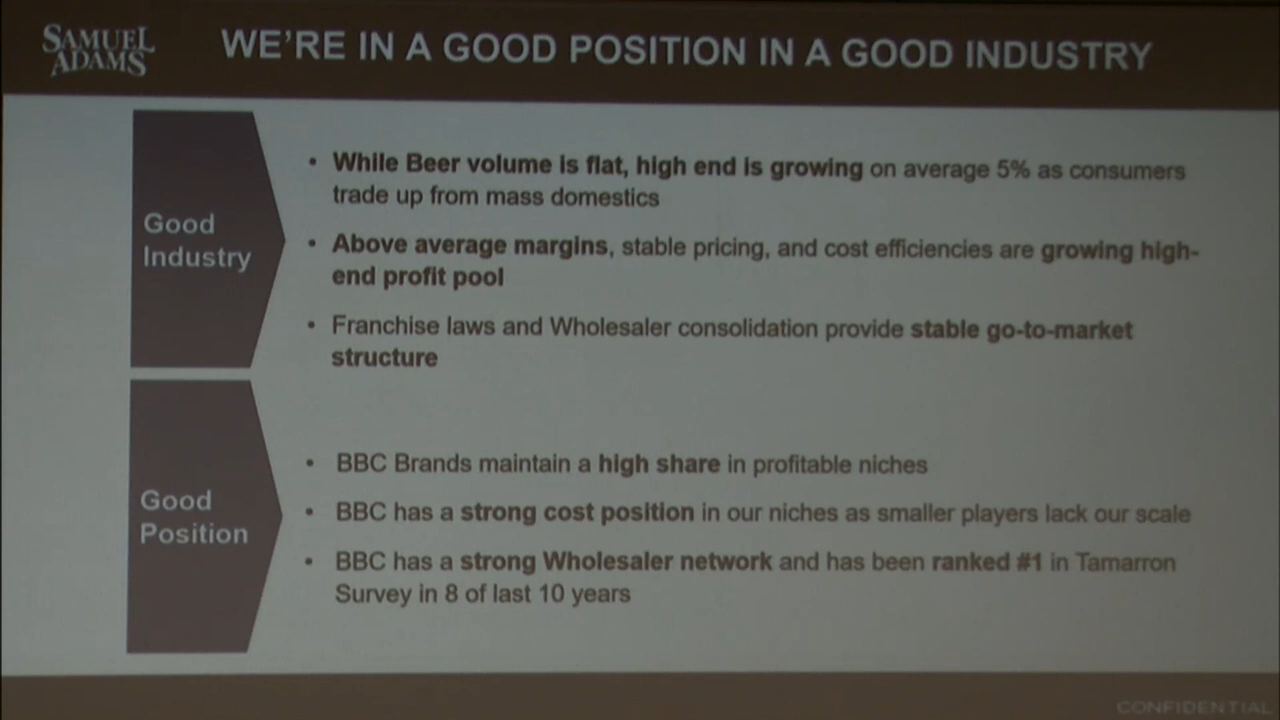 SAMUEL
ADAMS
WE'RE IN A GOOD POSITION IN A GOOD INDUSTRY
Good
Industry
• While Beer volume is flat, high end is growing on average 5% as consumers
trade up from mass domestics
• Above average margins, stable pricing, and cost efficiencies are growing high-
end profit pool
• Franchise laws and Wholesaler consolidation provide stable go-to-market
structure
Good
Position
• BBC Brands maintain a high share in profitable niches
• BBC has a strong cost position in our niches as smaller players lack our scale
• BBC has a strong Wholesaler network and has been ranked #1 in Tamarron
Survey in 8 of last 10 years
CONFIDENTIAL